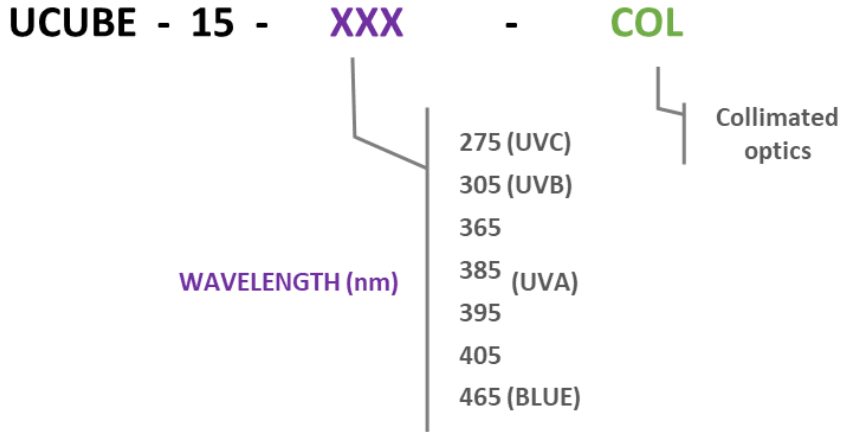 UCUBE - 15 - XXX - COL
Collimated
optics
275 (UVC)
305 (UVB)
365
WAVELENGTH (nm)
385 (UVA)
395
405
465 (BLUE)